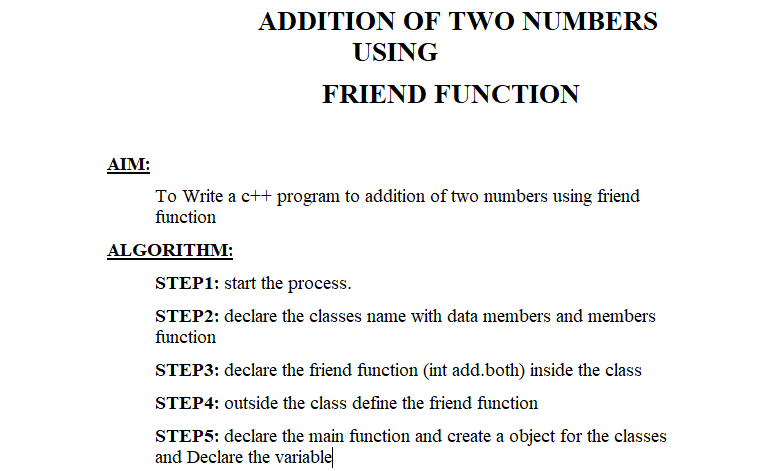 ADDITION OF TWO NUMBERS
USING
FRIEND FUNCTION
AIM:
To Write a c++ program to addition of two numbers using friend
function
ALGORITHM:
STEP1: start the process.
STEP2: declare the classes name with data members and members
function
STEP3: declare the friend function (int add.both) inside the class
STEP4: outside the class define the friend function
STEP5: declare the main function and create a object for the classes
and Declare the variable